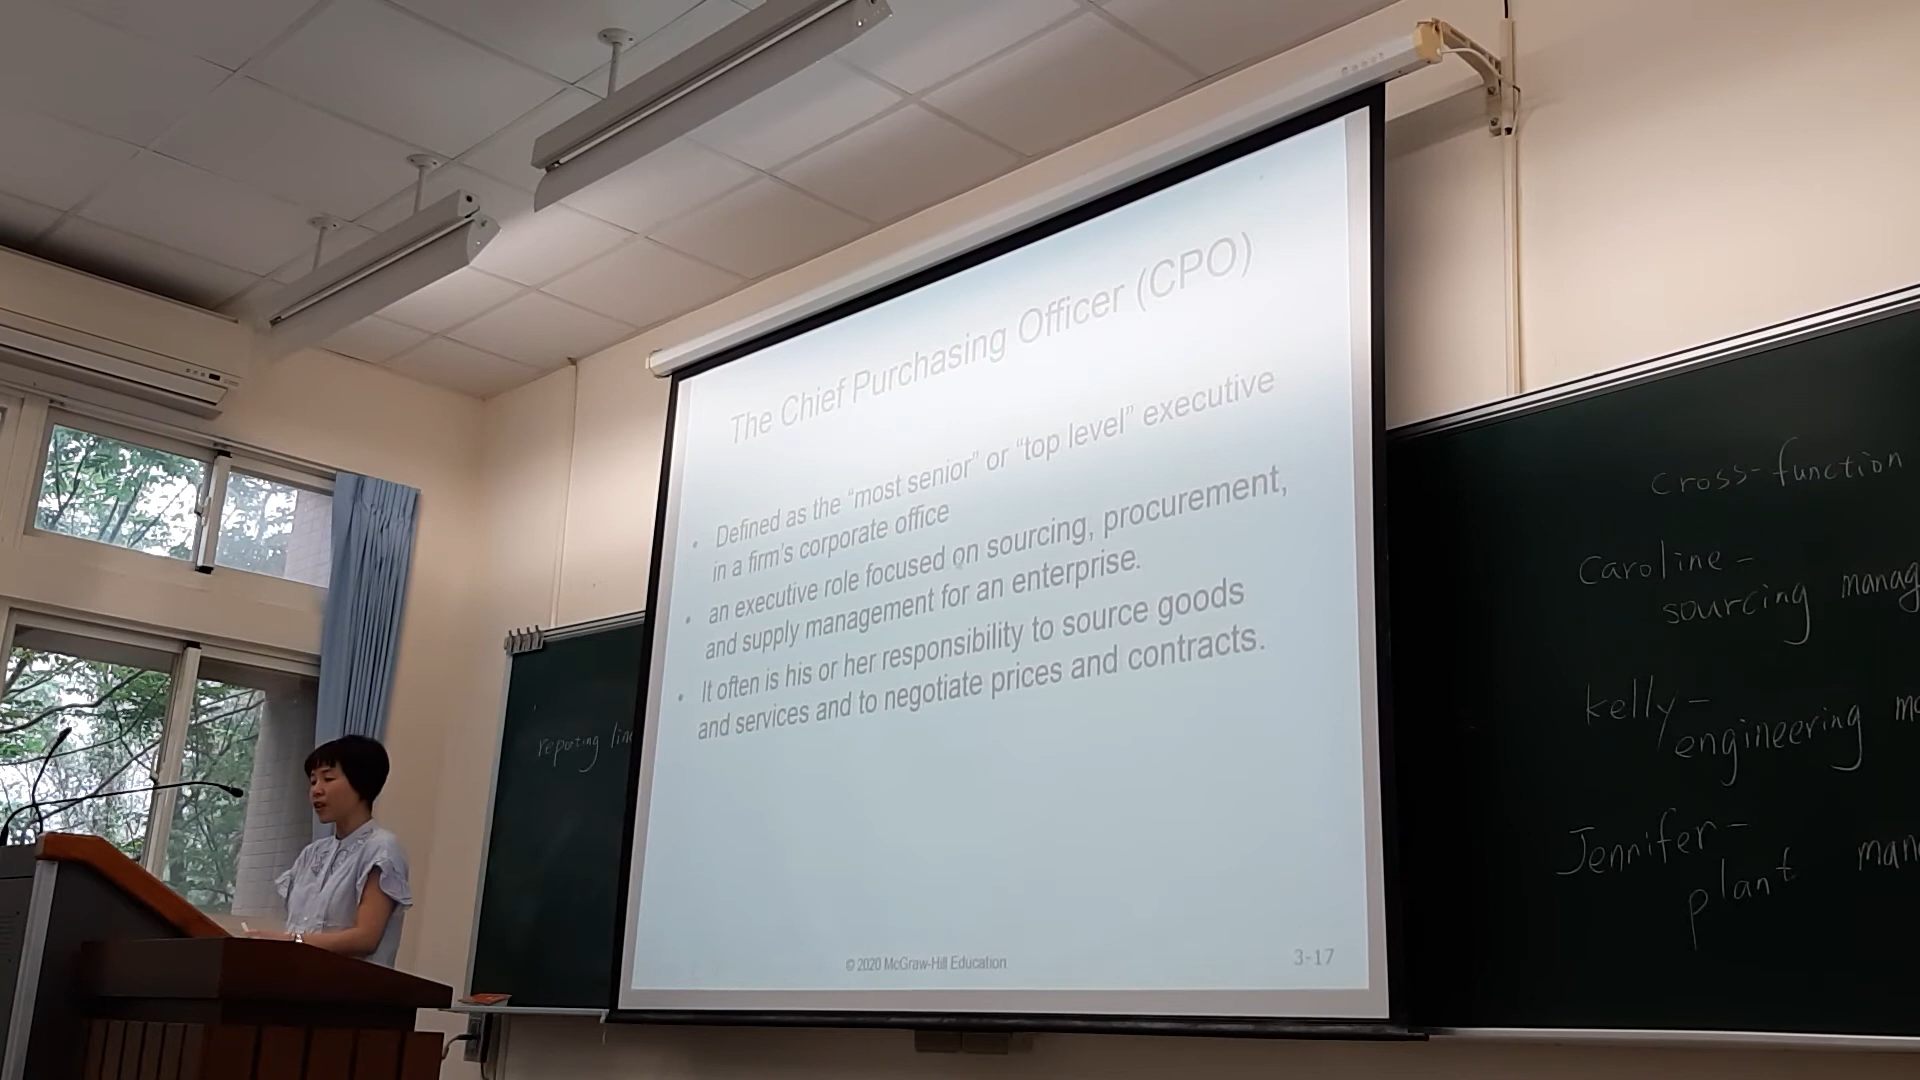 The Chief Purchasing Officer (CPO)
• Defined as the “most senior” or “top level” executive
in a firm's corporate office
• an executive role focused on sourcing, procurement,
and supply management for an enterprise.
• It often is his or her responsibility to source goods
and services and to negotiate prices and contracts.
© 2020 McGraw-Hill Education
3-17
reporting
cross-function
Caroline-
sourcing
Kelly-
engineering
Jennifer-
plant